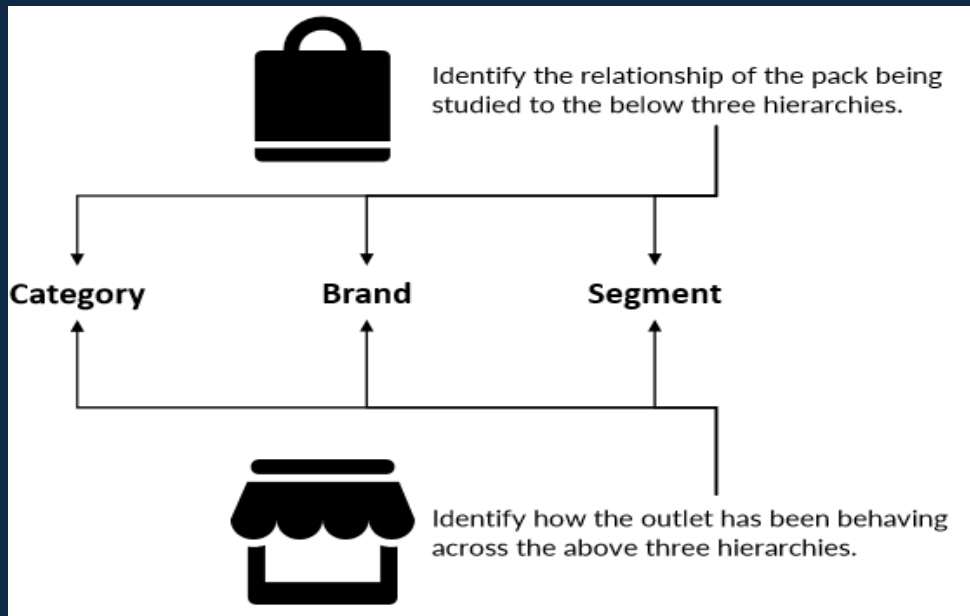 Identify the relationship of the pack being
studied to the below three hierarchies.
Category
Brand
Segment
Identify how the outlet has been behaving
across the above three hierarchies.